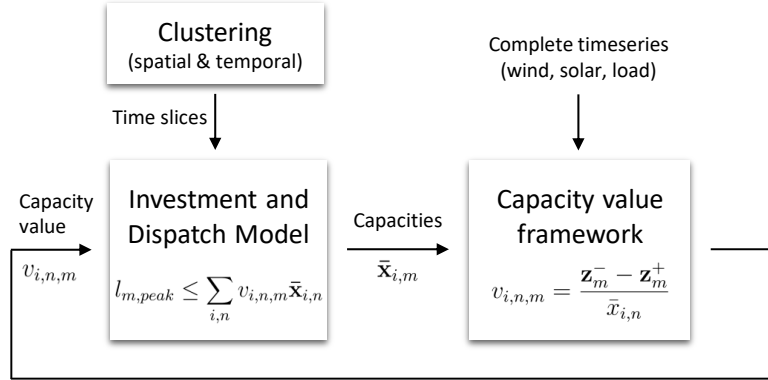 Clustering
(spatial & temporal)
Complete timeseries
(wind, solar, load)
Time slices
Capacity
value
v_{i,n,m}
Investment and
Dispatch Model
l_{m,peak} ≤ ∑_{i,n} v_{i,n,m} x̄_{i,n}
Capacities
x̄_{i,m}
Capacity value
framework
v_{i,n,m} = \frac{z_m^- − z_m^+}{x̄_{i,n}}